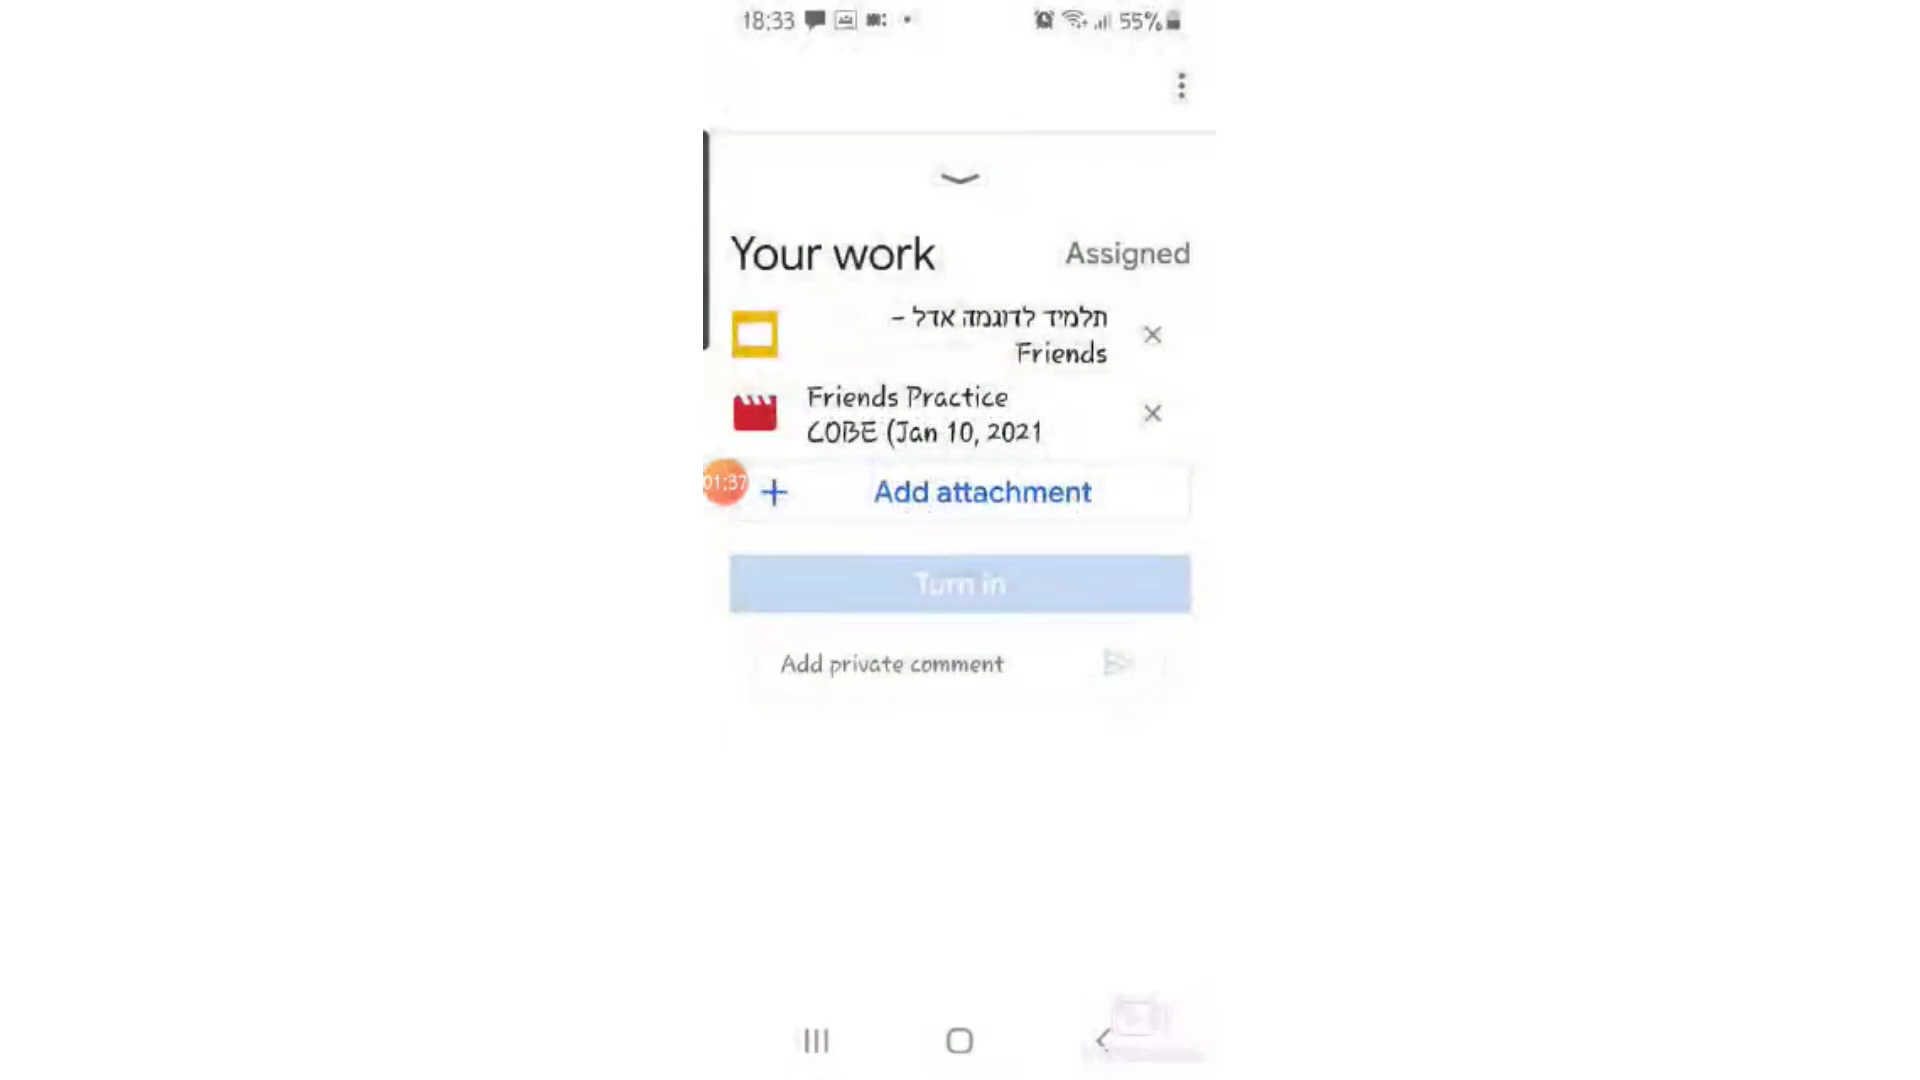 18:33
55%
Your work
Assigned
תלמיד לדוגמה אדל –
Friends
Friends Practice
COBE (Jan 10, 2021
01:37
+ Add attachment
Turn in
Add private comment